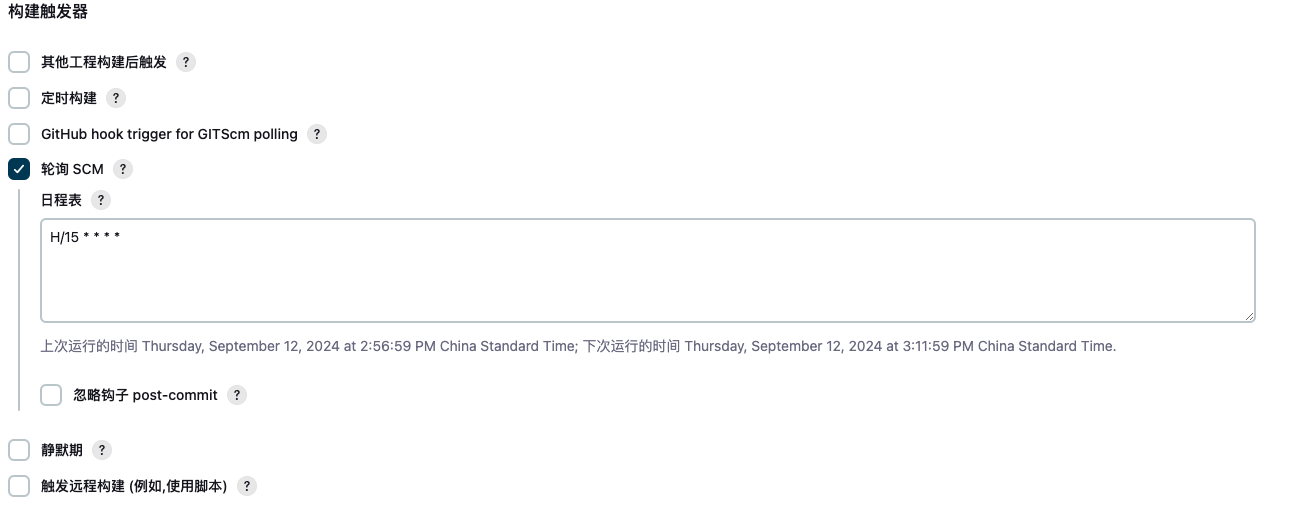 构建触发器
其他工程构建后触发 ?
定时构建 ?
GitHub hook trigger for GITScm polling ?
轮询 SCM ?
日程表 ?
H/15 * * * *
上次运行的时间 Thursday, September 12, 2024 at 2:56:59 PM China Standard Time; 下次运行的时间 Thursday, September 12, 2024 at 3:11:59 PM China Standard Time.
忽略钩子 post-commit ?
静默期 ?
触发远程构建 (例如,使用脚本) ?